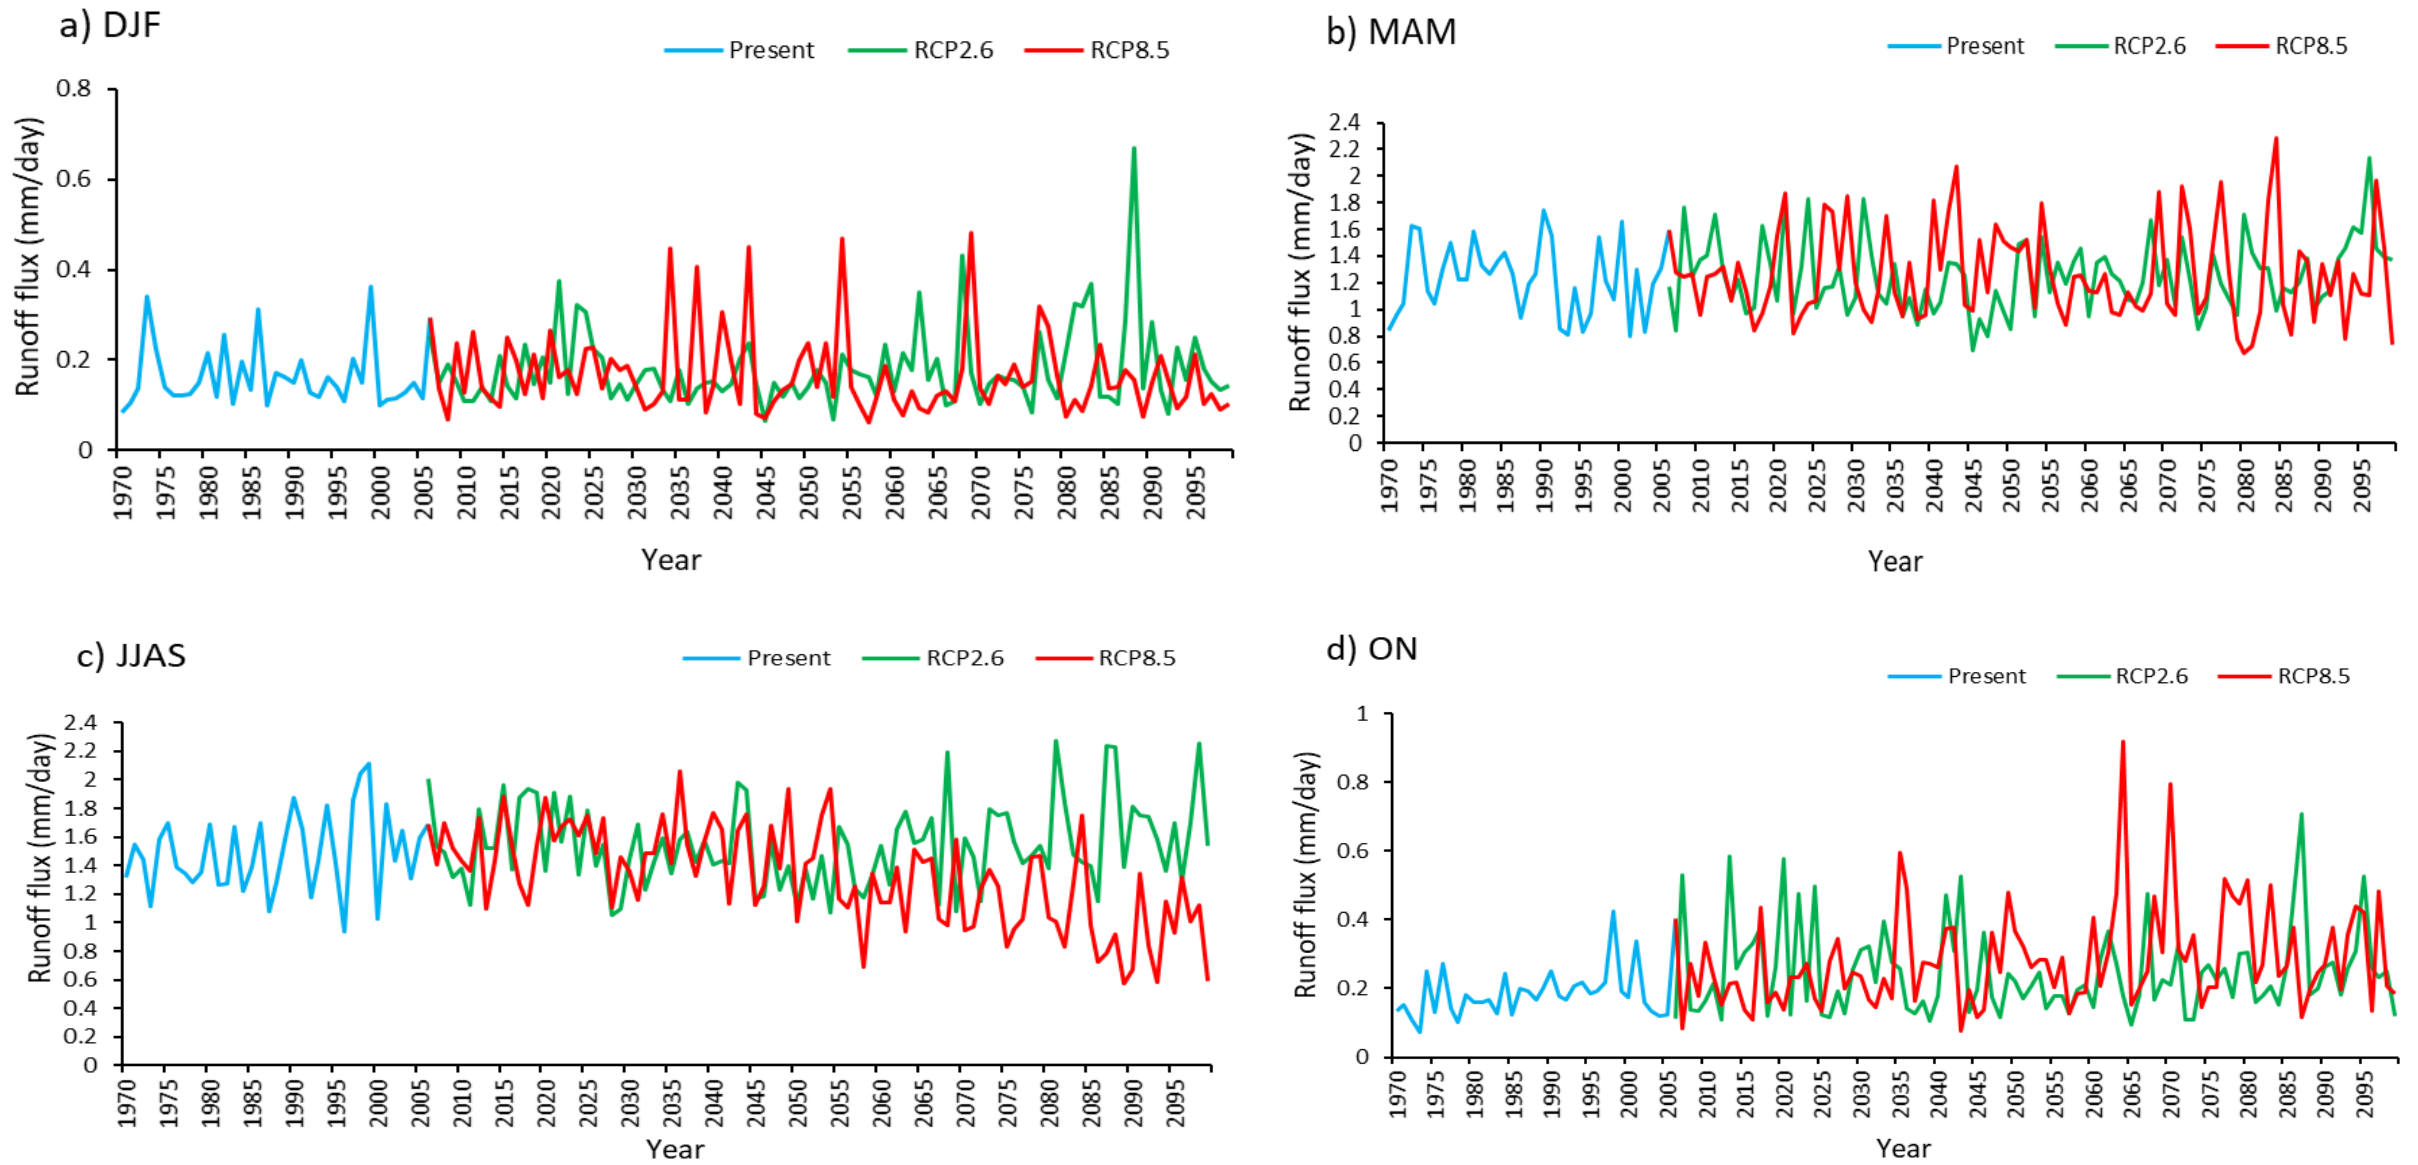 a) DJF
Present RCP2.6 RCP8.5
Runoff flux (mm/day)
0.8
0.6
0.4
0.2
0
1970 1975 1980 1985 1990 1995 2000 2005 2010 2015 2020 2025 2030 2035 2040 2045 2050 2055 2060 2065 2070 2075 2080 2085 2090 2095
Year
b) MAM
Present RCP2.6 RCP8.5
Runoff flux (mm/day)
2.4
2.2
2
1.8
1.6
1.4
1.2
1
0.8
0.6
0.4
0.2
0
1970 1975 1980 1985 1990 1995 2000 2005 2010 2015 2020 2025 2030 2035 2040 2045 2050 2055 2060 2065 2070 2075 2080 2085 2090 2095
Year
c) JJAS
Present RCP2.6 RCP8.5
Runoff flux (mm/day)
2.4
2.2
2
1.8
1.6
1.4
1.2
1
0.8
0.6
0.4
0.2
0
1970 1975 1980 1985 1990 1995 2000 2005 2010 2015 2020 2025 2030 2035 2040 2045 2050 2055 2060 2065 2070 2075 2080 2085 2090 2095
Year
d) ON
Present RCP2.6 RCP8.5
Runoff flux (mm/day)
1
0.8
0.6
0.4
0.2
0
1970 1975 1980 1985 1990 1995 2000 2005 2010 2015 2020 2025 2030 2035 2040 2045 2050 2055 2060 2065 2070 2075 2080 2085 2090 2095
Year